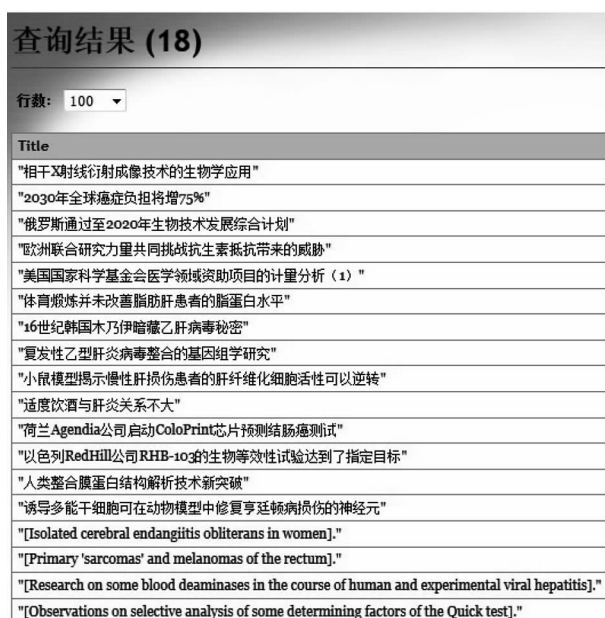 查询结果 (18)
行数: 100
Title
"相干X射线衍射成像技术的生物学应用"
"2030年全球癌症负担将增75%"
"俄罗斯通过至2020年生物技术发展综合计划"
"欧洲联合研究力量共同挑战抗生素抵抗带来的威胁"
"美国国家科学基金会医学领域资助项目的计量分析（1）"
"体育煅炼并未改善脂肪肝患者的脂蛋白水平"
"16世纪韩国木乃伊暗藏乙肝病毒秘密"
"复发性乙型肝炎病毒整合的基因组学研究"
"小鼠模型揭示慢性肝损伤患者的肝纤维化细胞活性可以逆转"
"适度饮酒与肝炎关系不大"
"荷兰Agendia公司启动ColoPrint芯片预测结肠癌测试"
"以色列RedHill公司RHB-103的生物等效性试验达到了指定目标"
"人类整合膜蛋白结构解析技术新突破"
"诱导多能干细胞可在动物模型中修复亨廷顿病损伤的神经元"
"[Isolated cerebral endangiitis obliterans in women]."
"[Primary 'sarcomas' and melanomas of the rectum]."
"[Research on some blood deaminases in the course of human and experimental viral hepatitis]."
"[Observations on selective analysis of some determining factors of the Quick test]."